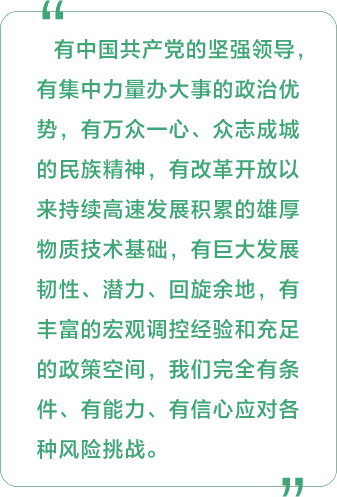 “
有中国共产党的坚强领导，
有集中力量办大事的政治优
势，有万众一心、众志成城
的民族精神，有改革开放以
来持续高速发展积累的雄厚
物质技术基础，有巨大发展
韧性、潜力、回旋余地，有
丰富的宏观调控经验和充足
的政策空间，我们完全有条
件、有能力、有信心应对各
种风险挑战。
”